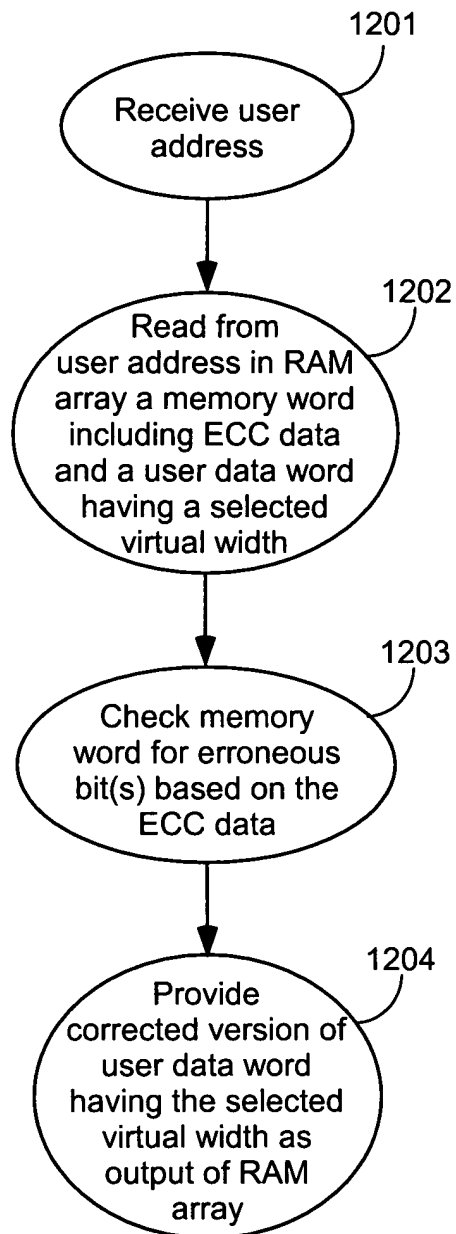 1201
Receive user
address
1202
Read from
user address in RAM
array a memory word
including ECC data
and a user data word
having a selected
virtual width
1203
Check memory
word for erroneous
bit(s) based on the
ECC data
1204
Provide
corrected version of
user data word
having the selected
virtual width as
output of RAM
array